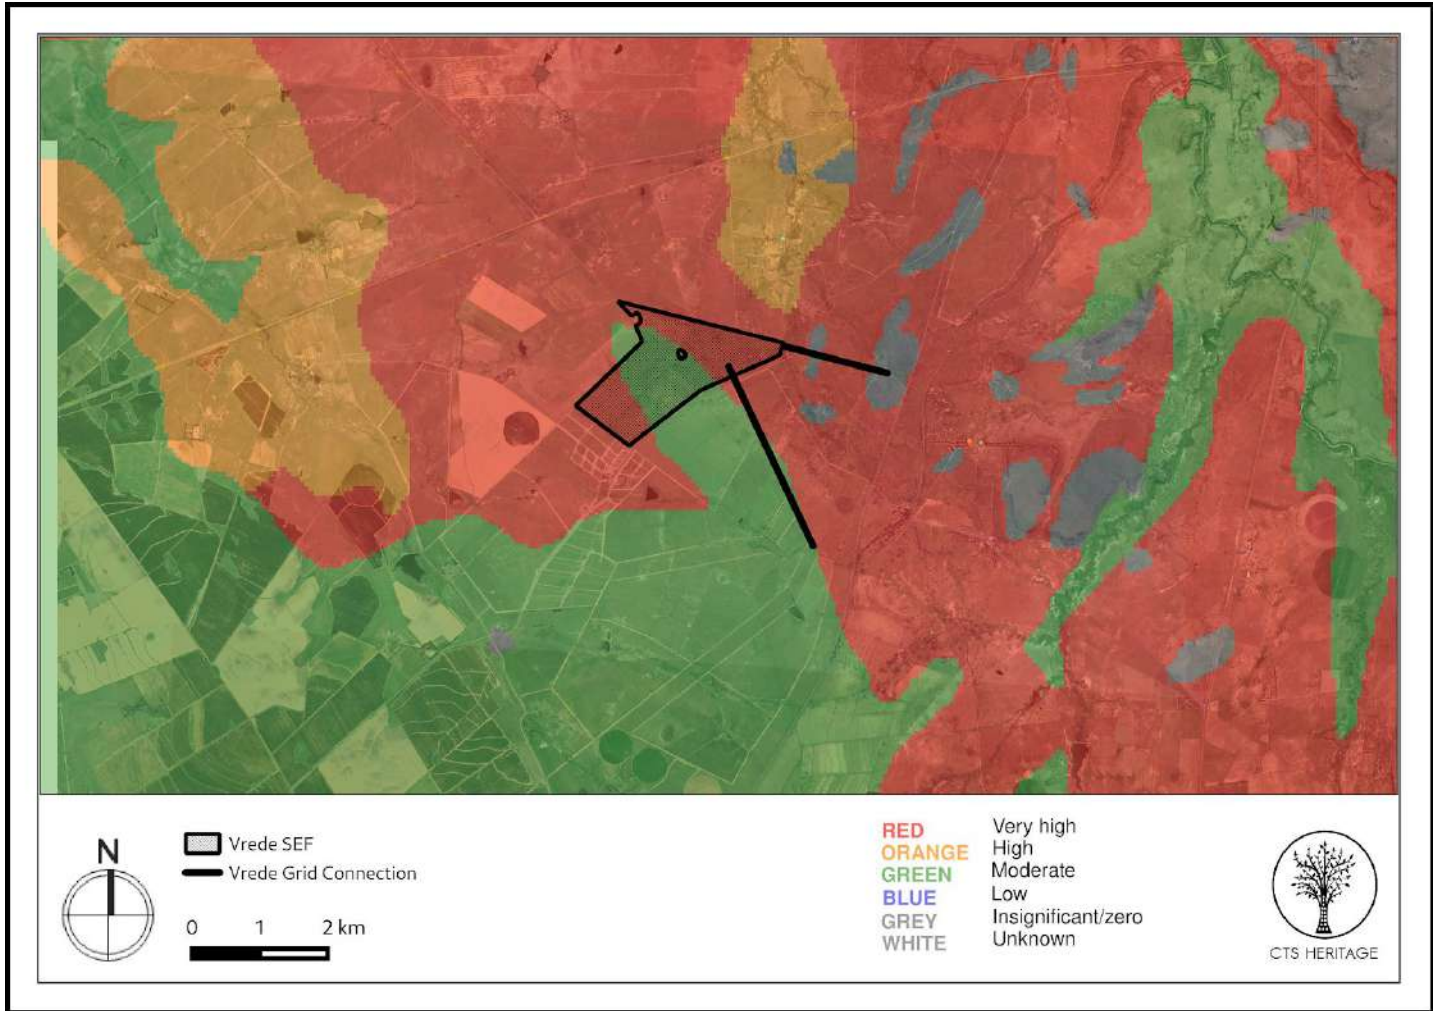 N
0 1 2 km
Vrede SEF
Vrede Grid Connection
RED Very high
ORANGE High
GREEN Moderate
BLUE Low
GREY Insignificant/zero
WHITE Unknown
CTS HERITAGE